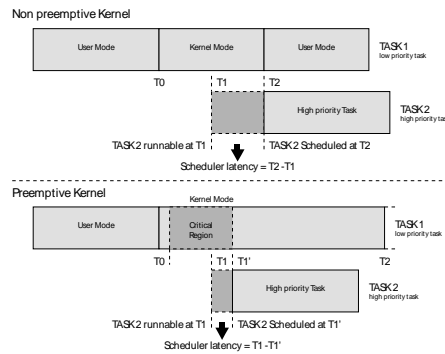 Non preemptive Kernel
User Mode Kernel Mode User Mode TASK1
low priority task
T0 T1 T2
High priority Task TASK2
high priority task
TASK2 runnable at T1 TASK2 Scheduled at T2
Scheduler latency = T2 -T1
Preemptive Kernel
Kernel Mode
User Mode Critical Region TASK1
low priority task
T0 T1 T1' T2
High priority Task TASK2
high priority task
TASK2 runnable at T1 TASK2 Scheduled at T1'
Scheduler latency = T1 -T1'